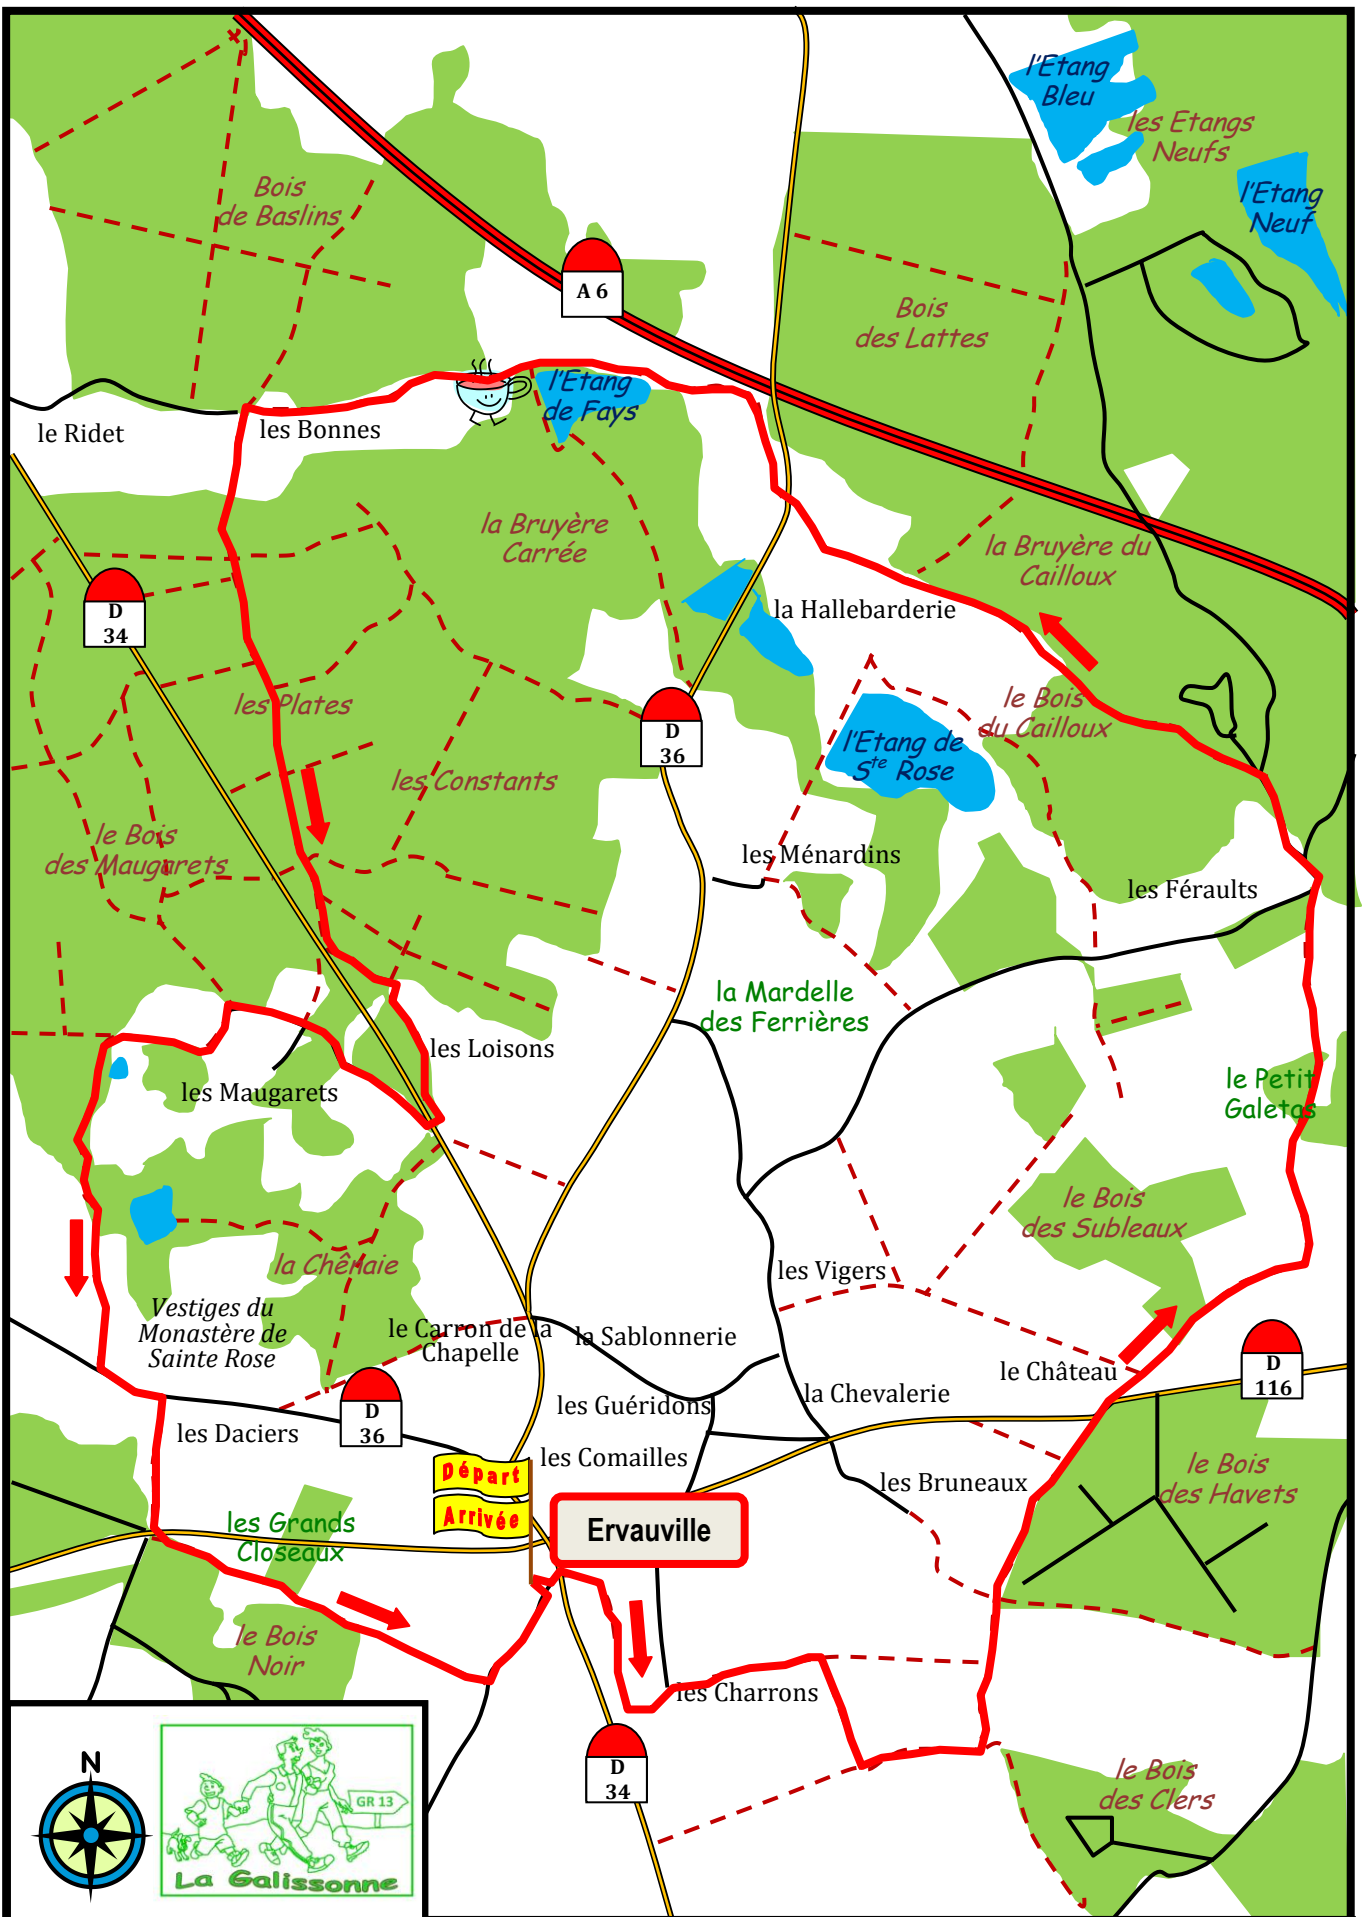 l'Etang
Bleu
les Etangs
Neufs
l'Etang
Neuf
Bois
de Baslins
A 6
Bois
des Lattes
l'Etang
de Fays
le Ridet
les Bonnes
la Bruyère
Carrée
la Bruyère du
Cailloux
D
34
la Hallebarderie
les Plates
le Bois
du Cailloux
D
36
l'Etang de
Ste Rose
les Constants
le Bois
des Maugarets
les Ménardins
les Féraults
la Mardelle
des Ferrières
les Loisons
les Maugarets
le Petit
Galetas
le Bois
des Subleaux
la Chênaie
les Vigers
Vestiges du
Monastère de
Sainte Rose
le Carron de la
Chapelle
la Sablonnerie
le Château
D
116
D
36
les Guéridons
la Chevalerie
les Daciers
les Comailles
Départ
Arrivée
les Bruneaux
le Bois
des Havets
les Grands
Closeaux
Ervauville
le Bois
Noir
les Charrons
D
34
le Bois
des Clers
N
GR 13
La Galissonne